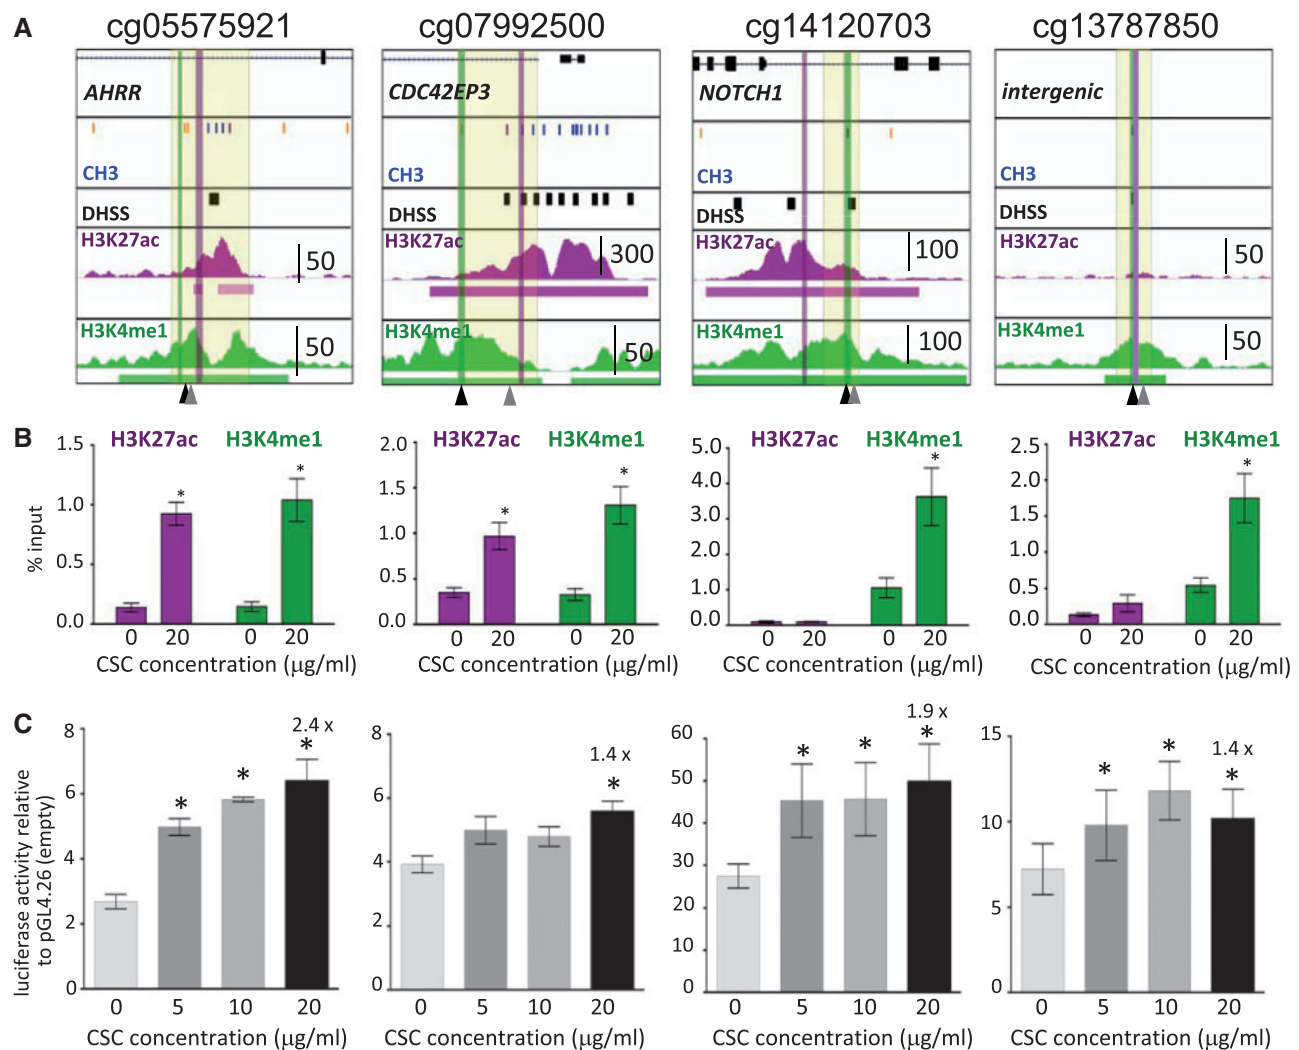 A
cg05575921 cg07992500 cg14120703 cg13787850
AHRR CDC42EP3 NOTCH1 intergenic
CH3 CH3 CH3 CH3
DHSS DHSS DHSS DHSS
H3K27ac H3K27ac H3K27ac H3K27ac
50 300 100 50
H3K4me1 H3K4me1 H3K4me1 H3K4me1
50 50 100 50
B
H3K27ac H3K4me1 H3K27ac H3K4me1 H3K27ac H3K4me1 H3K27ac H3K4me1
% input
1.5
1.0
0.5
0.0
* *
0 20 0 20
CSC concentration (μg/ml)
2.0
1.5
1.0
0.5
0.0
* *
0 20 0 20
CSC concentration (μg/ml)
5.0
4.0
3.0
2.0
1.0
0.0
*
0 20 0 20
CSC concentration (μg/ml)
2.5
2.0
1.5
1.0
0.5
0.0
*
0 20 0 20
CSC concentration (μg/ml)
C
luciferase activity relative
to pGL4.26 (empty)
8
6
4
2
0
2.4 x
* * *
0 5 10 20
CSC concentration (μg/ml)
8
6
4
2
0
1.4 x
*
0 5 10 20
CSC concentration (μg/ml)
60
50
40
30
20
10
0
1.9 x
* * *
0 5 10 20
CSC concentration (μg/ml)
15
10
5
0
1.4 x
* * *
0 5 10 20
CSC concentration (μg/ml)